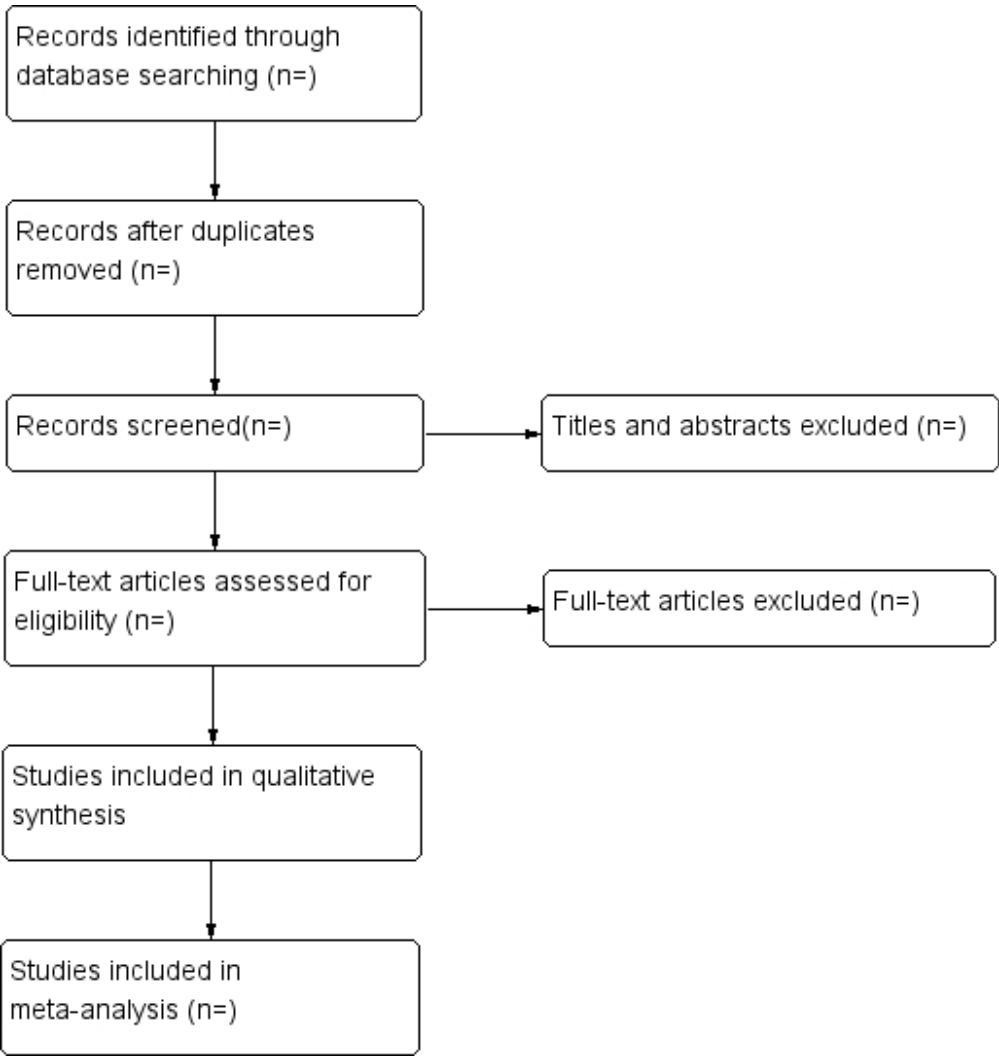 Records identified through
database searching (n=)
Records after duplicates
removed (n=)
Records screened(n=)
Titles and abstracts excluded (n=)
Full-text articles assessed for
eligibility (n=)
Full-text articles excluded (n=)
Studies included in qualitative
synthesis
Studies included in
meta-analysis (n=)